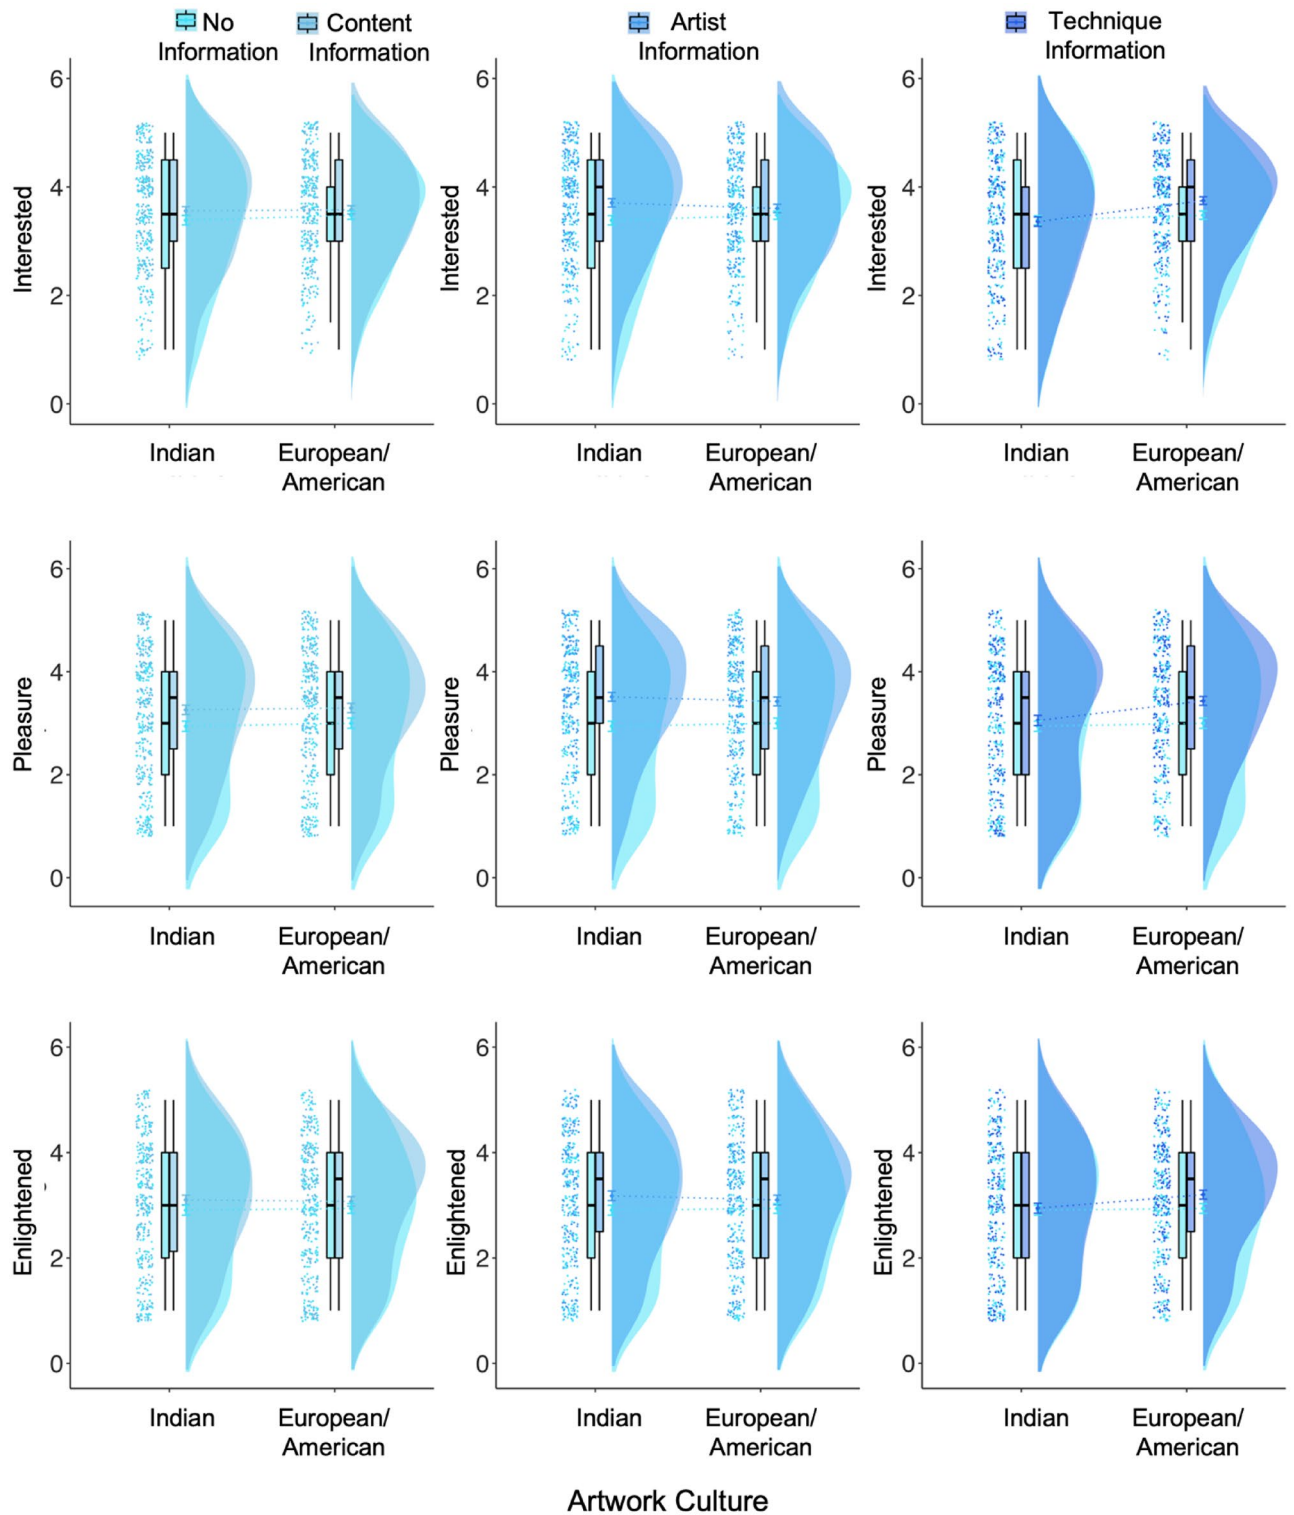 No Information
Content Information
Artist Information
Technique Information
6
4
2
0
Interested
Indian
European/
American
6
4
2
0
Interested
Indian
European/
American
6
4
2
0
Interested
Indian
European/
American
6
4
2
0
Pleasure
Indian
European/
American
6
4
2
0
Pleasure
Indian
European/
American
6
4
2
0
Pleasure
Indian
European/
American
6
4
2
0
Enlightened
Indian
European/
American
6
4
2
0
Enlightened
Indian
European/
American
6
4
2
0
Enlightened
Indian
European/
American
Artwork Culture